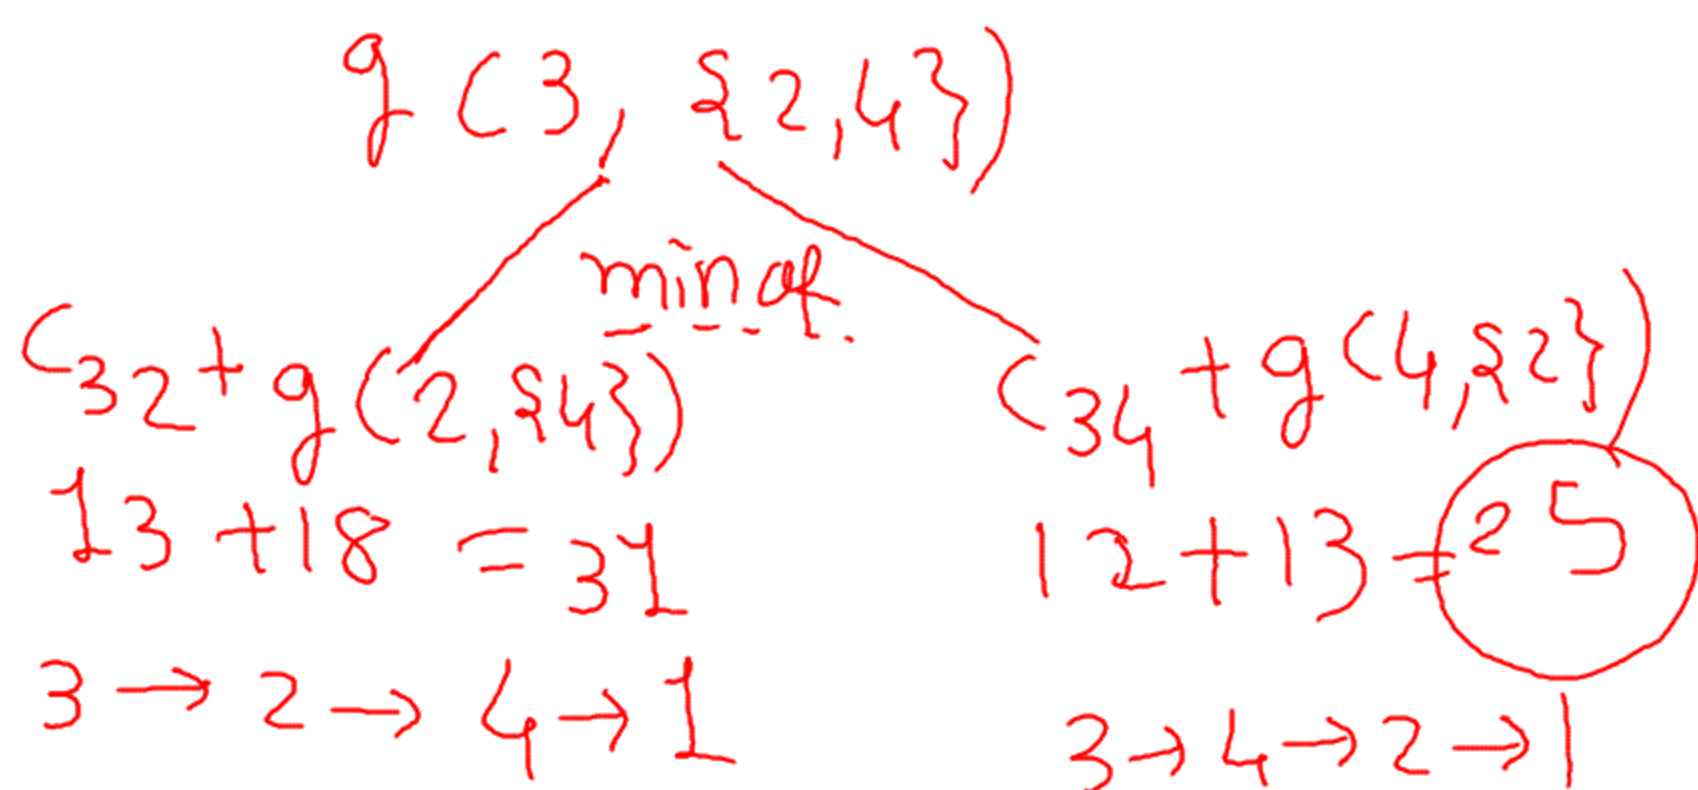 g(3, {2,4})
min of
C32 + g(2,{4})
C34 + g(4,{2})
13 + 18 = 31
12 + 13 = 25
3 → 2 → 4 → 1
3 → 4 → 2 → 1